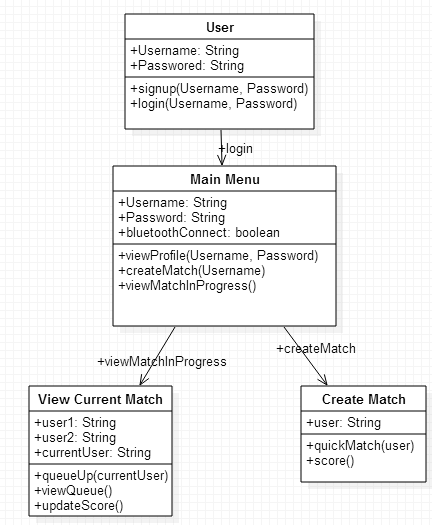 User
+Username: String
+Passwored: String
+signup(Username, Password)
+login(Username, Password)
+login
Main Menu
+Username: String
+Password: String
+bluetoothConnect: boolean
+viewProfile(Username, Password)
+createMatch(Username)
+viewMatchInProgress()
+viewMatchInProgress
+createMatch
View Current Match
+user1: String
+user2: String
+currentUser: String
+queueUp(currentUser)
+viewQueue()
+updateScore()
Create Match
+user: String
+quickMatch(user)
+score()